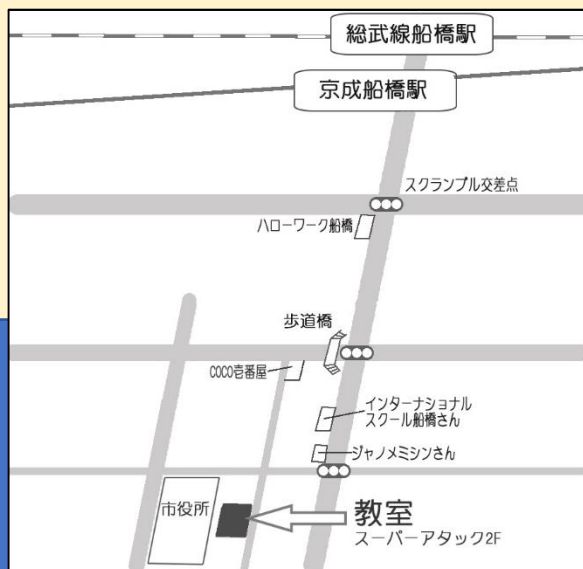 総武線船橋駅
京成船橋駅
スクランブル交差点
ハローワーク船橋
歩道橋
COCO壱番屋
インターナショナル
スクール船橋さん
ジャノメミシンさん
市役所
教室
スーパーアタック2F